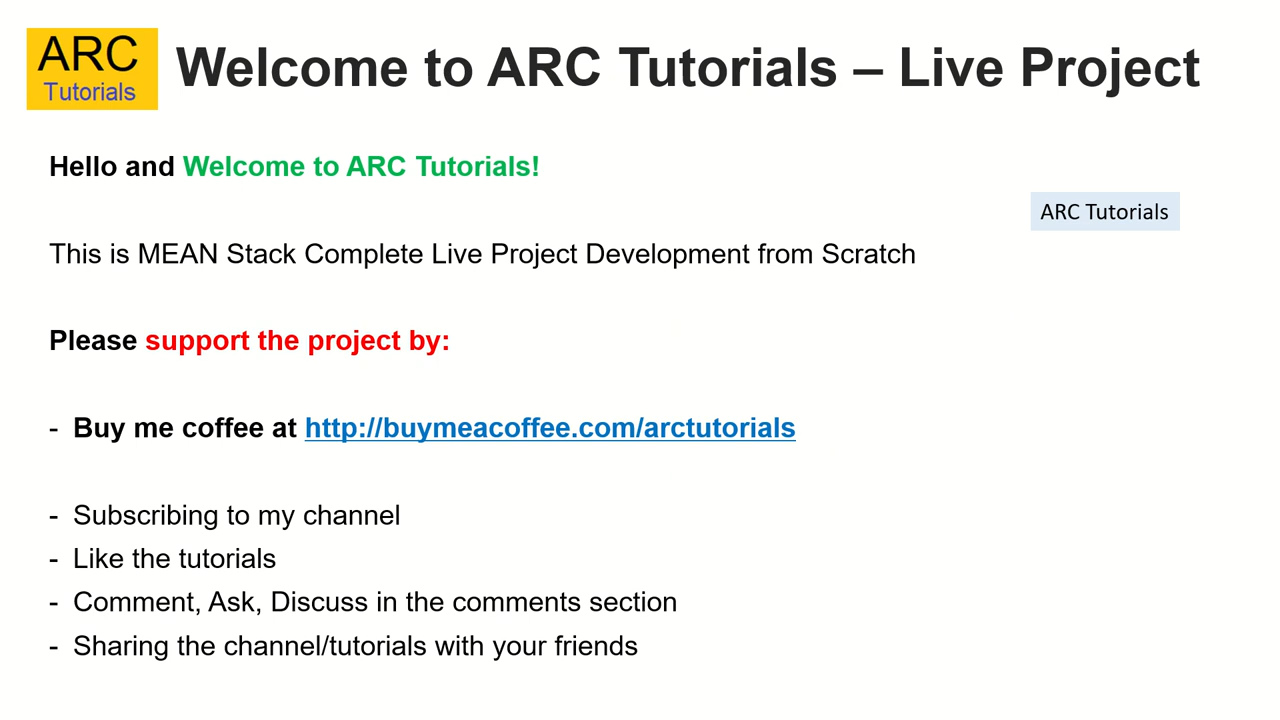 ARC
Tutorials
Welcome to ARC Tutorials – Live Project
Hello and Welcome to ARC Tutorials!
ARC Tutorials
This is MEAN Stack Complete Live Project Development from Scratch
Please support the project by:
- Buy me coffee at http://buymeacoffee.com/arctutorials
- Subscribing to my channel
- Like the tutorials
- Comment, Ask, Discuss in the comments section
- Sharing the channel/tutorials with your friends